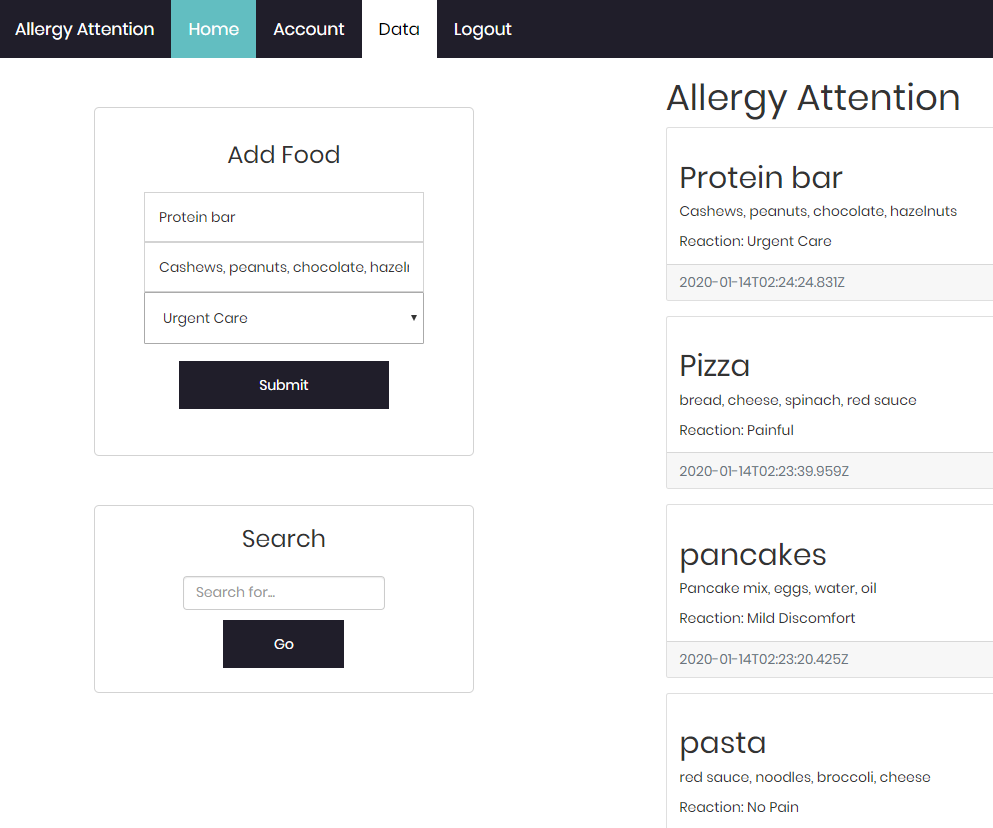 Allergy Attention Home Account Data Logout
Add Food
Protein bar
Cashews, peanuts, chocolate, hazeln
Urgent Care
Submit
Search
Search for...
Go
Allergy Attention
Protein bar
Cashews, peanuts, chocolate, hazelnuts
Reaction: Urgent Care
2020-01-14T02:24:24.831Z
Pizza
bread, cheese, spinach, red sauce
Reaction: Painful
2020-01-14T02:23:39.959Z
pancakes
Pancake mix, eggs, water, oil
Reaction: Mild Discomfort
2020-01-14T02:23:20.425Z
pasta
red sauce, noodles, broccoli, cheese
Reaction: No Pain